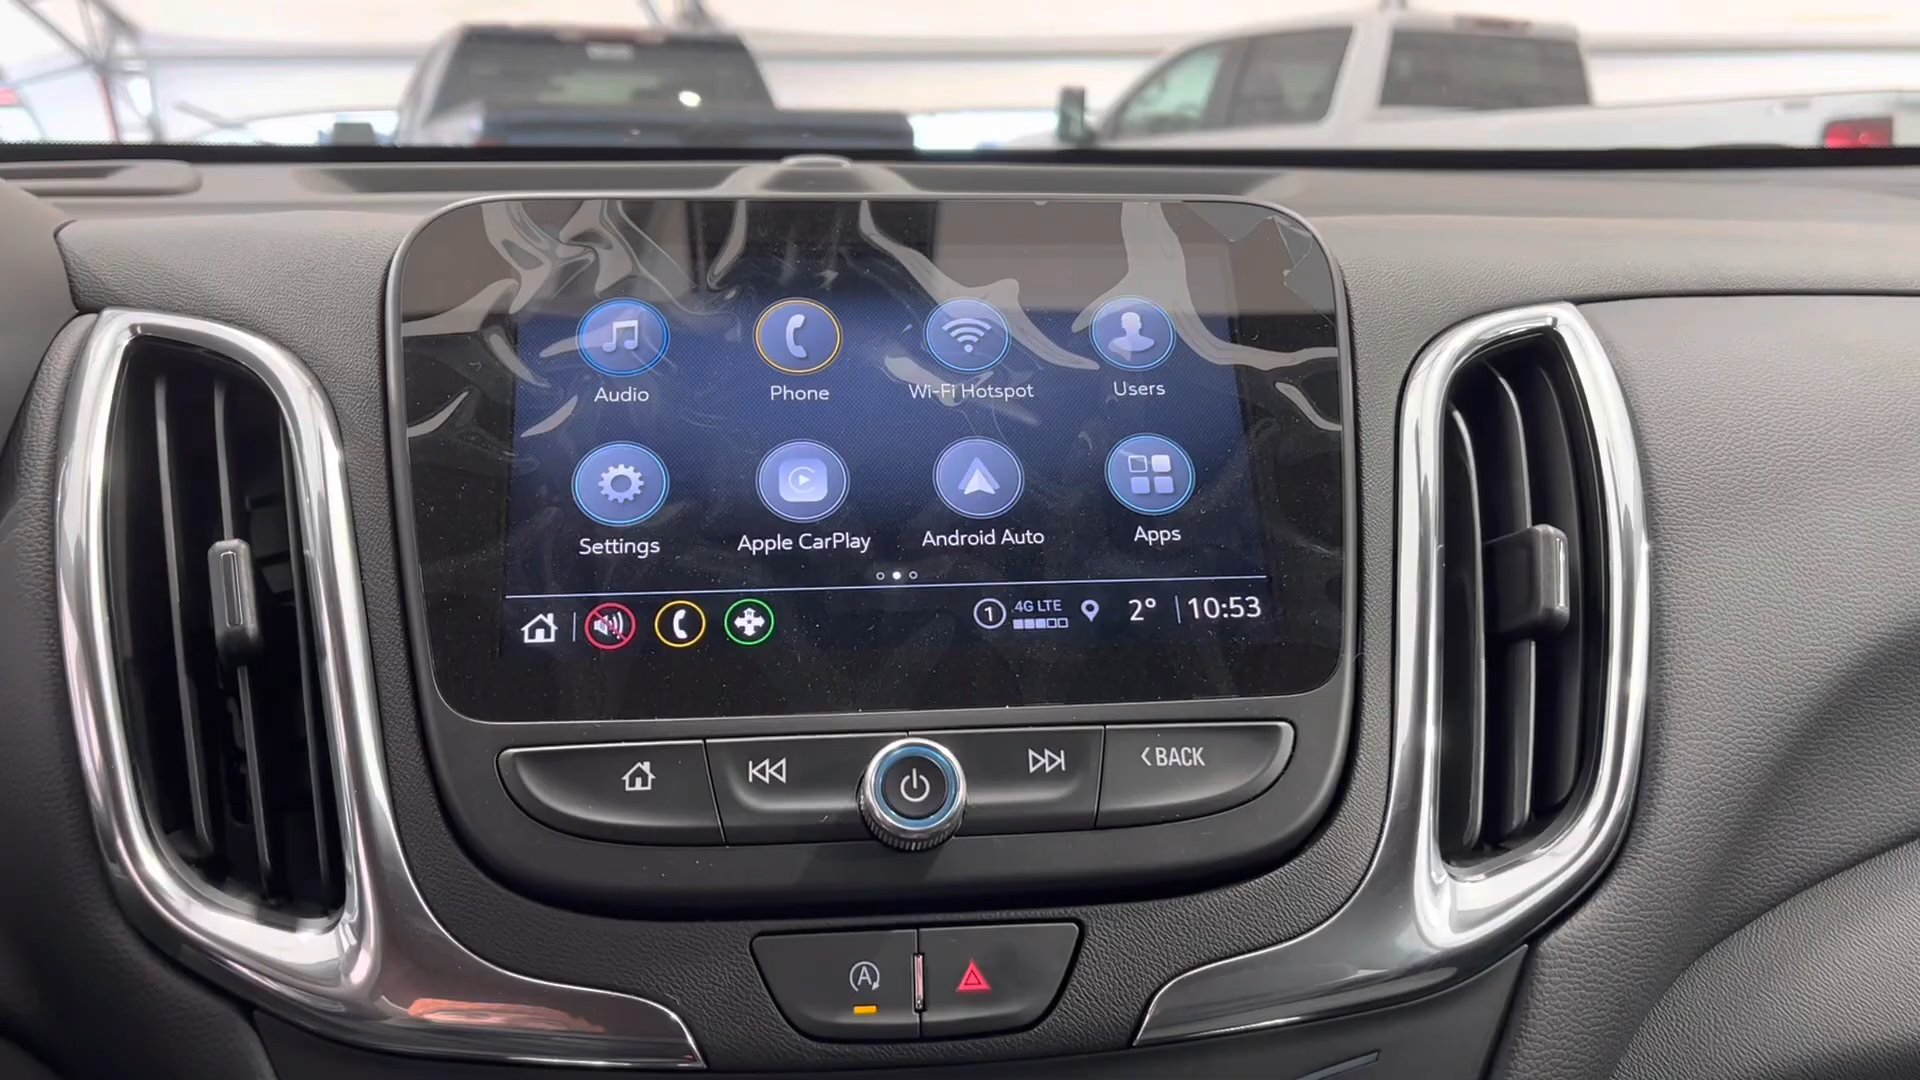 Audio
Phone
Wi-Fi Hotspot
Users
Settings
Apple CarPlay
Android Auto
Apps
1
4G LTE
2°
10:53
< BACK
A